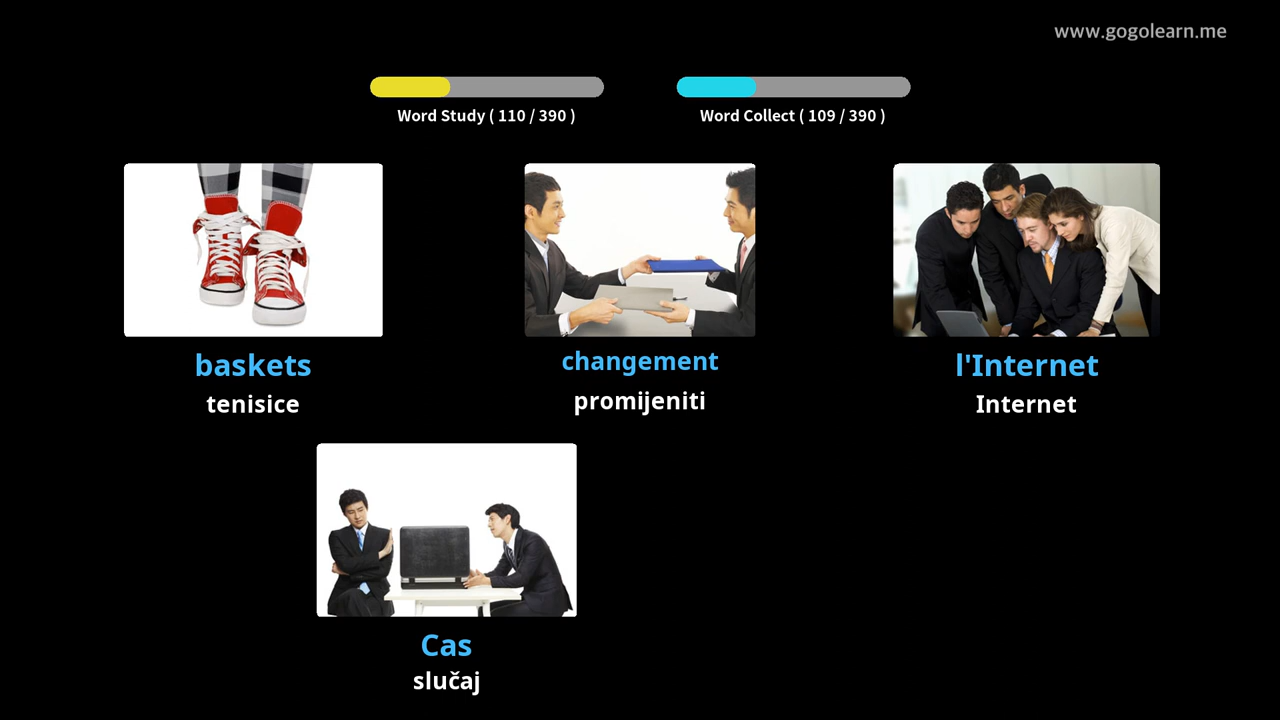 www.gogolearn.me
Word Study ( 110 / 390 )
Word Collect ( 109 / 390 )
baskets
tenisice
changement
promijeniti
l'Internet
Internet
Cas
slučaj